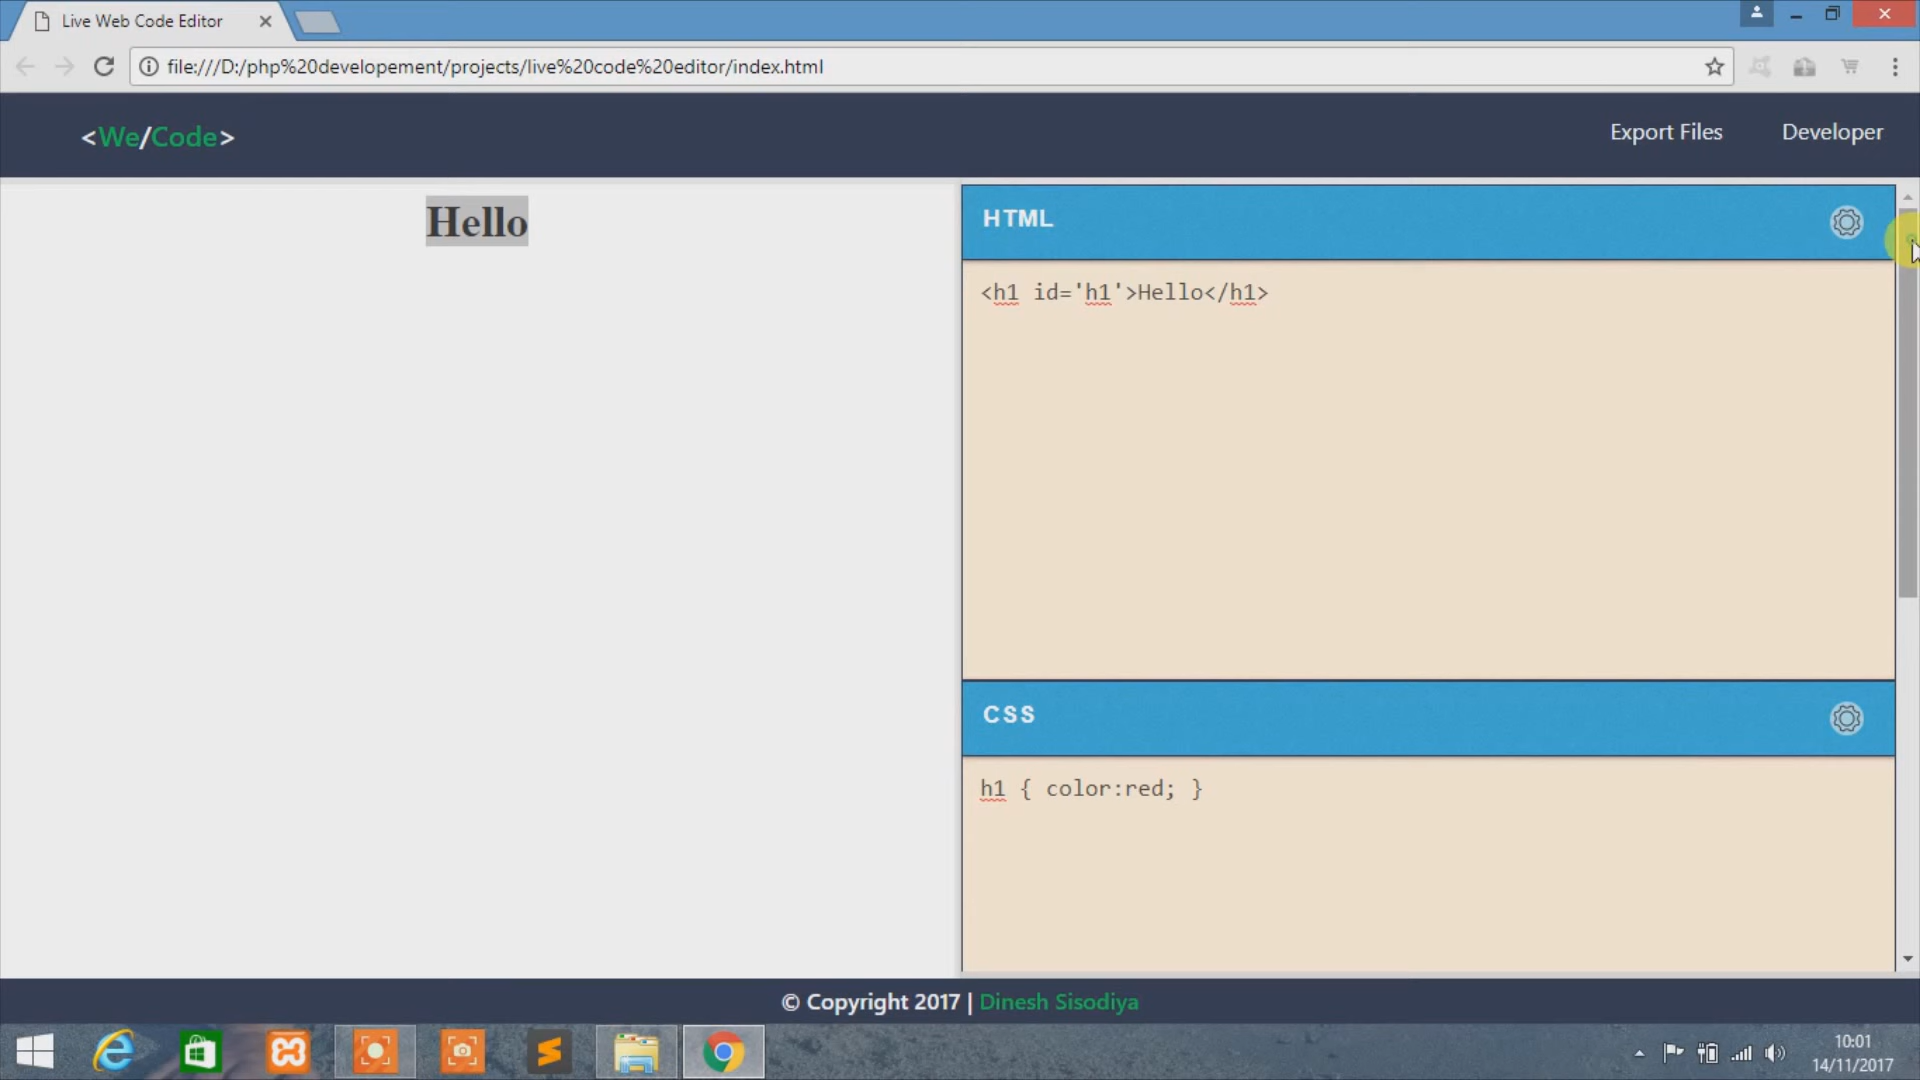 Live Web Code Editor
file:///D:/php%20developement/projects/live%20code%20editor/index.html
<We/Code>
Export Files
Developer
Hello
HTML
<h1 id='h1'>Hello</h1>
CSS
h1 { color:red; }
© Copyright 2017 | Dinesh Sisodiya
10:01
14/11/2017